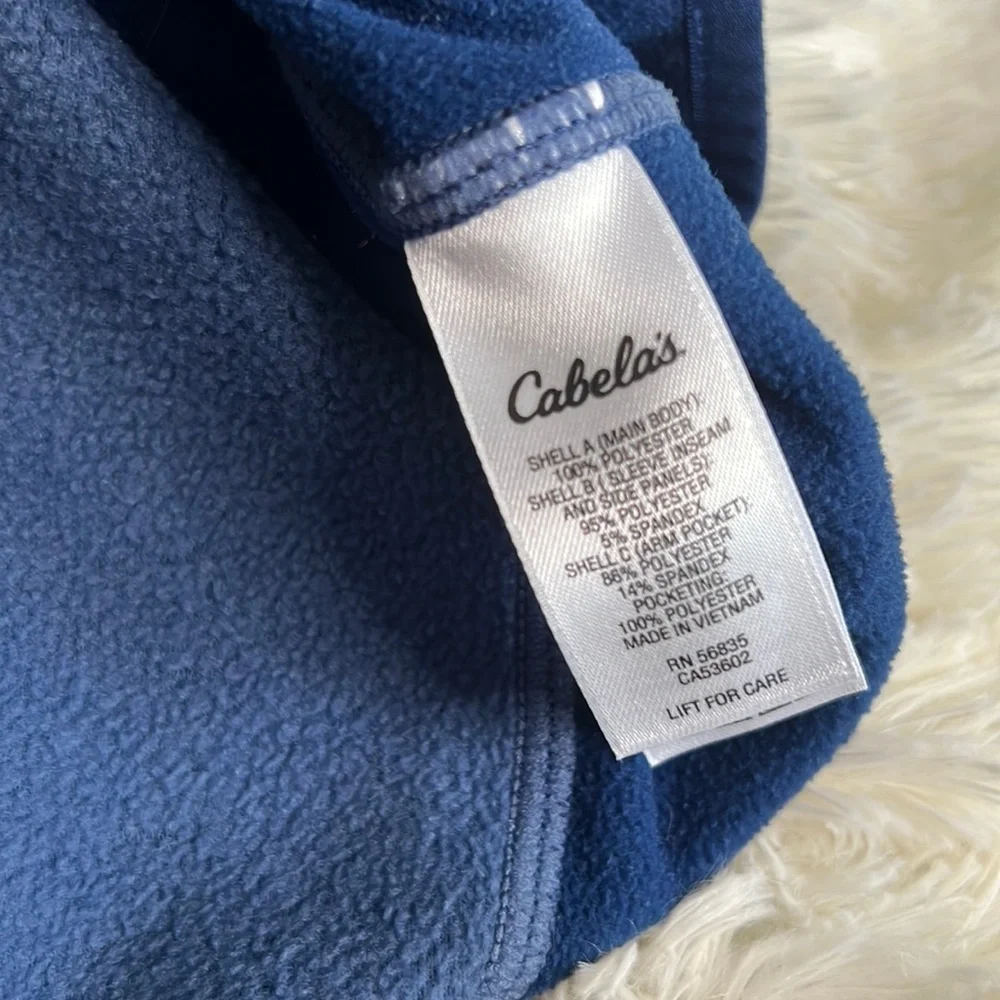 Cabela's
SHELL A (MAIN BODY):
100% POLYESTER
SHELL B ( SLEEVE INSEAM
AND SIDE PANELS):
95% POLYESTER
5% SPANDEX
SHELL C (ARM POCKET):
86% POLYESTER
14% SPANDEX
POCKETING:
100% POLYESTER
MADE IN VIETNAM
RN 56835
CA53602
LIFT FOR CARE